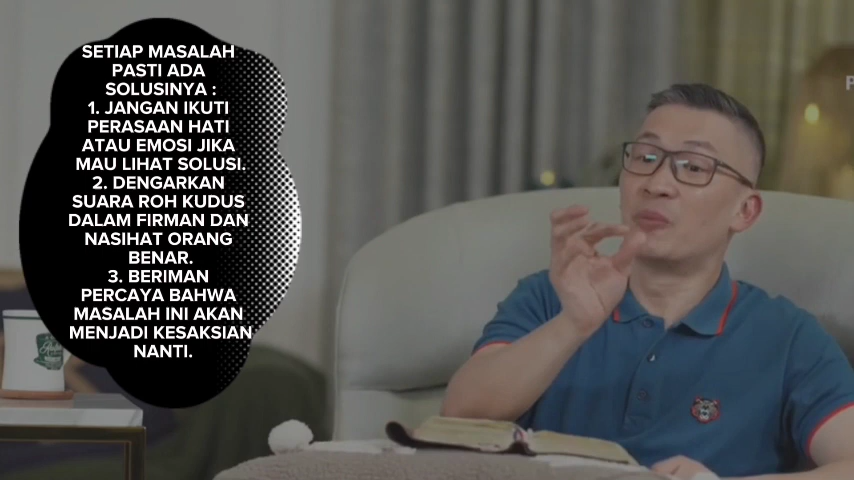 SETIAP MASALAH
PASTI ADA
SOLUSINYA :
1. JANGAN IKUTI
PERASAAN HATI
ATAU EMOSI JIKA
MAU LIHAT SOLUSI.
2. DENGARKAN
SUARA ROH KUDUS
DALAM FIRMAN DAN
NASIHAT ORANG
BENAR.
3. BERIMAN
PERCAYA BAHWA
MASALAH INI AKAN
MENJADI KESAKSIAN
NANTI.
P